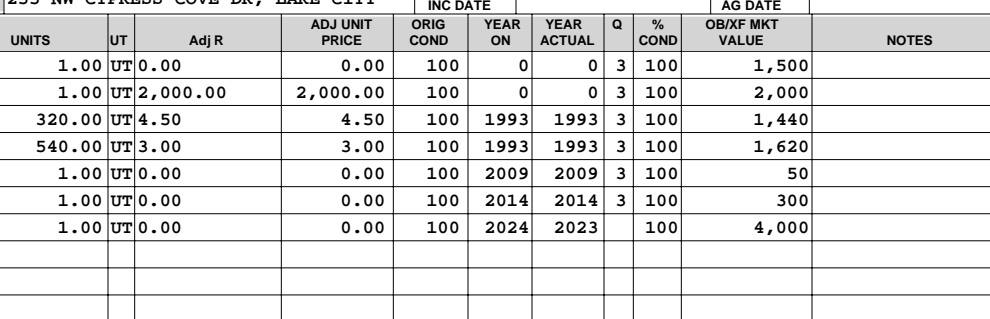 INC DATE AG DATE
UNITS UT Adj R ADJ UNIT PRICE ORIG COND YEAR ON YEAR ACTUAL Q % COND OB/XF MKT VALUE NOTES
1.00 UT 0.00 0.00 100 0 0 3 100 1,500
1.00 UT 2,000.00 2,000.00 100 0 0 3 100 2,000
320.00 UT 4.50 4.50 100 1993 1993 3 100 1,440
540.00 UT 3.00 3.00 100 1993 1993 3 100 1,620
1.00 UT 0.00 0.00 100 2009 2009 3 100 50
1.00 UT 0.00 0.00 100 2014 2014 3 100 300
1.00 UT 0.00 0.00 100 2024 2023 100 4,000